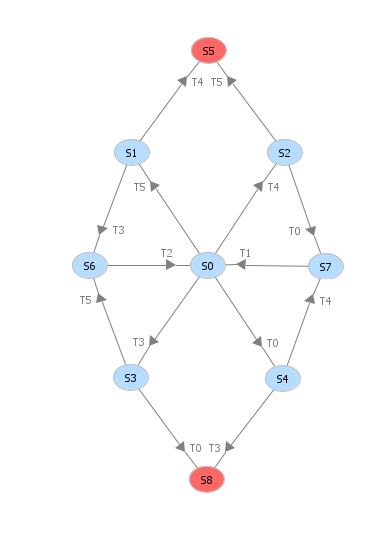 S5
T4 T5
S1 S2
T5 T4
T3 T0
T2 T1
S6 S0 S7
T5 T4
T3 T0
S3 S4
T0 T3
S8